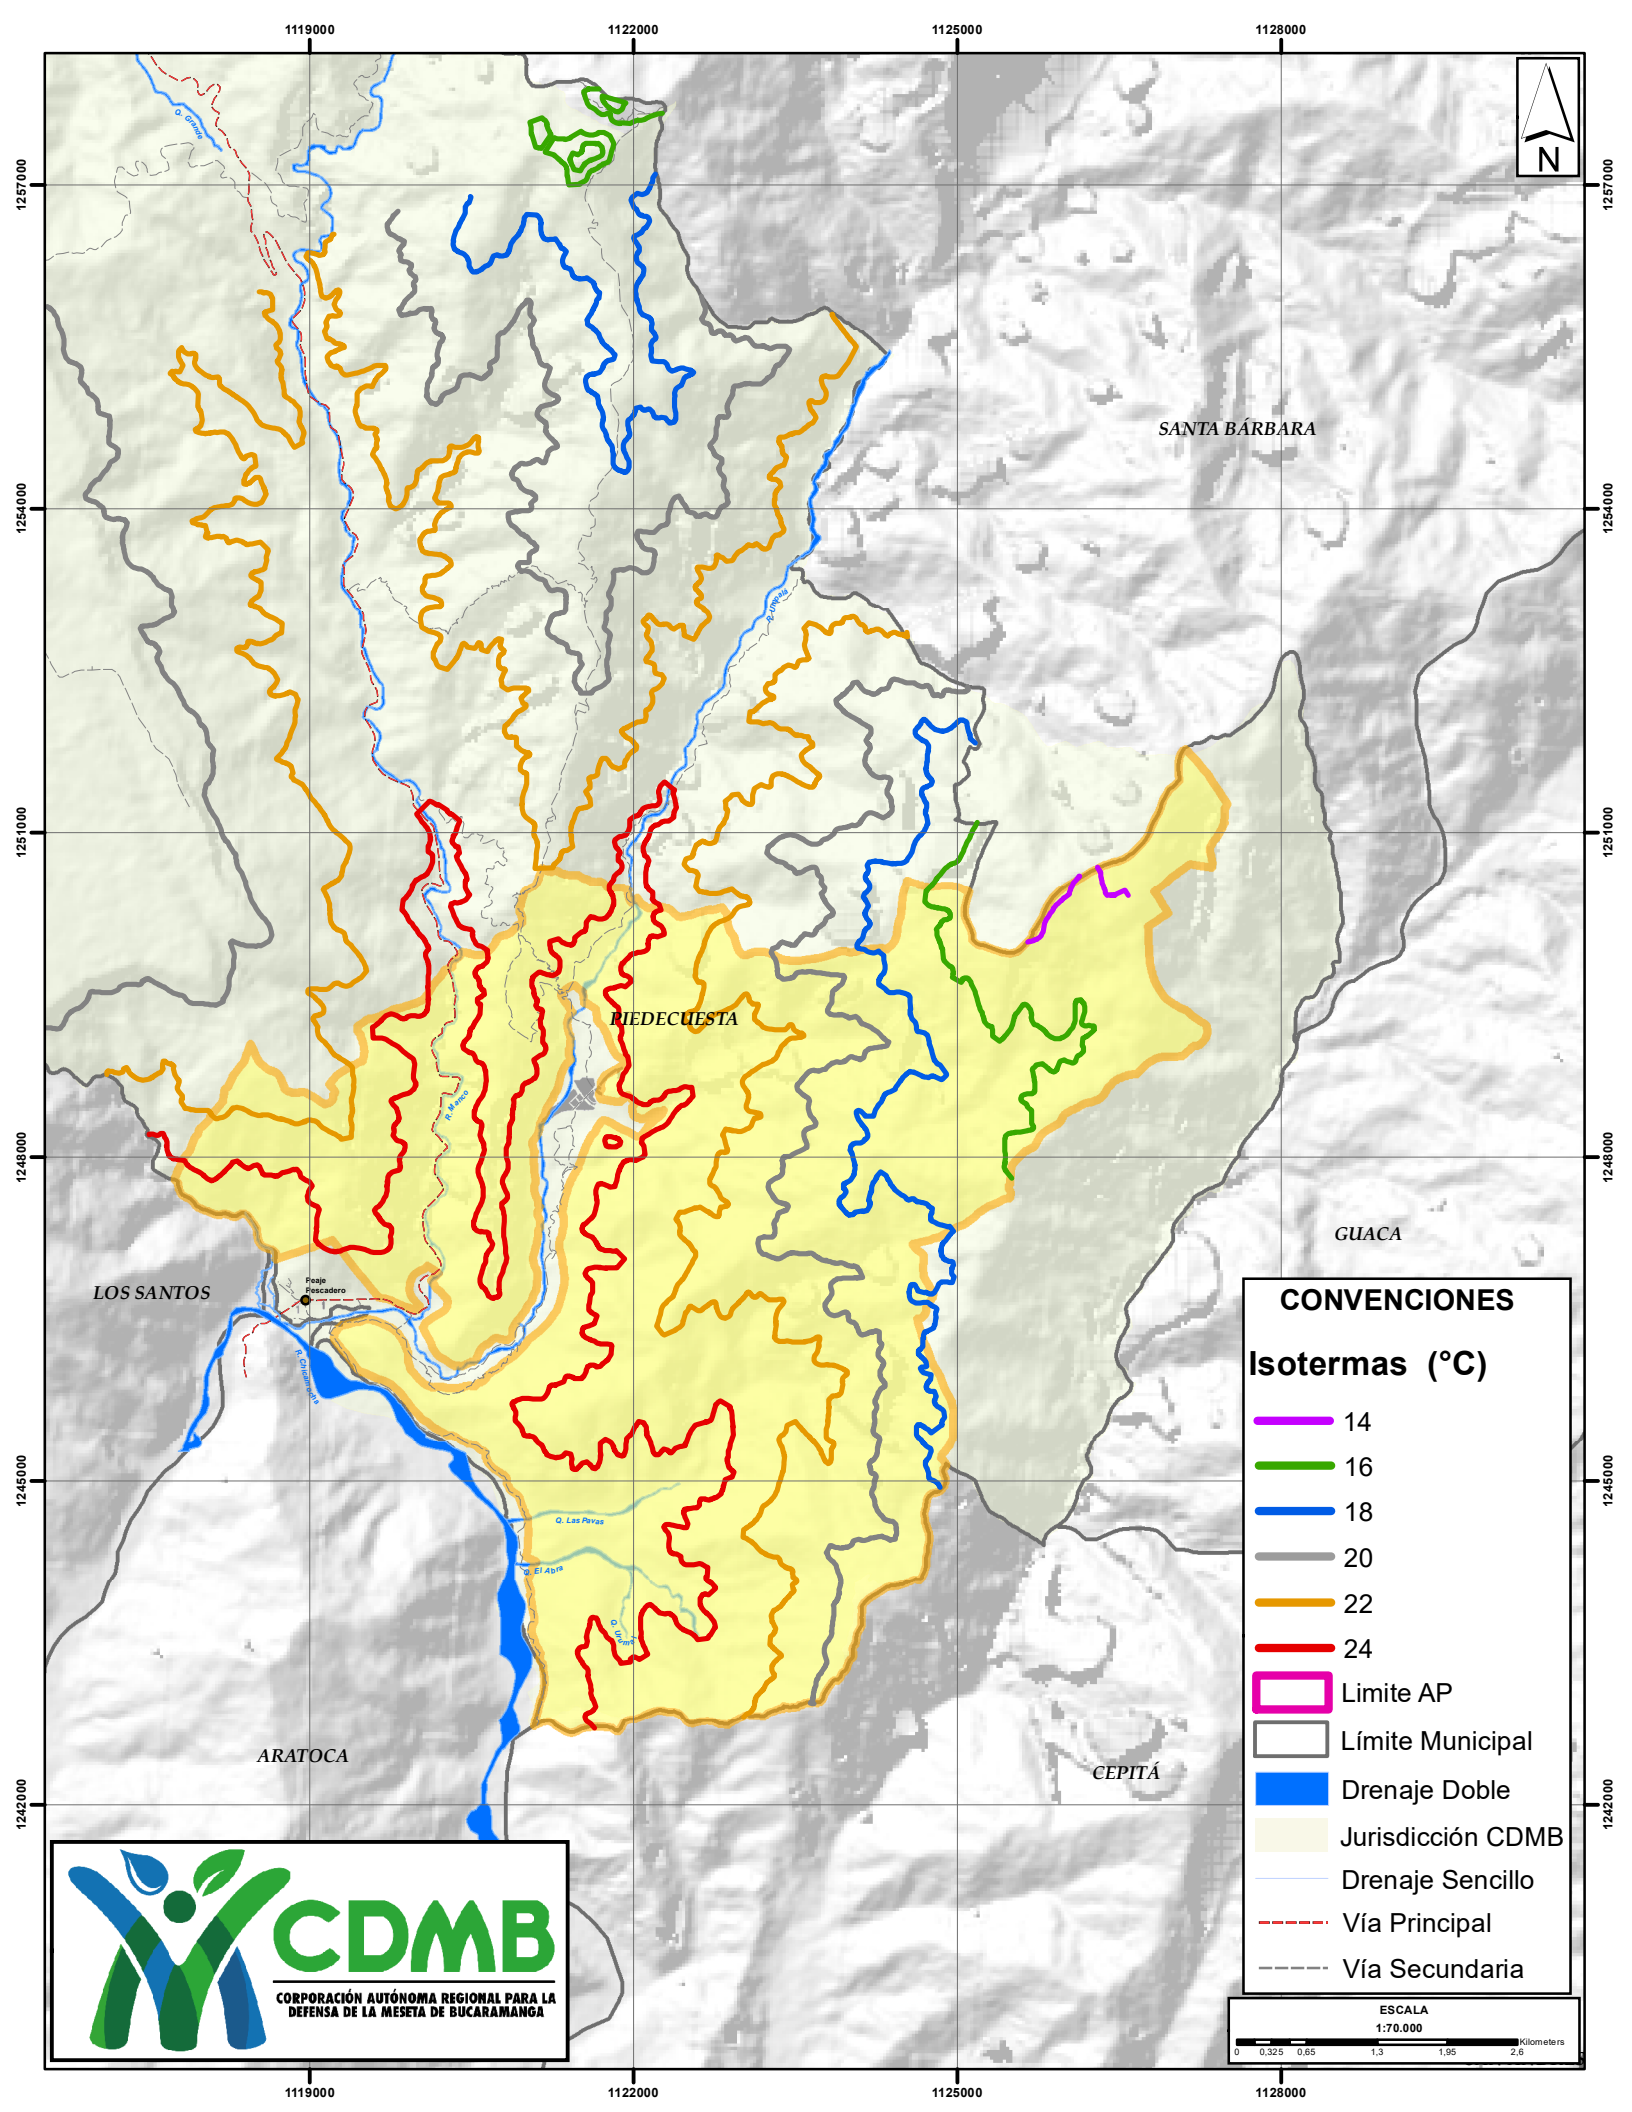 1119000
1122000
1125000
1128000
N
Q. Grande
1257000
1257000
SANTA BÁRBARA
1254000
1254000
R. Umpalá
1251000
1251000
PIEDECUESTA
R. Manco
1248000
1248000
GUACA
LOS SANTOS
Peaje
Pescadero
R. Chicamocha
CONVENCIONES
Isotermas (°C)
14
16
18
20
22
24
Limite AP
Límite Municipal
Drenaje Doble
Jurisdicción CDMB
Drenaje Sencillo
Vía Principal
Vía Secundaria
1245000
1245000
Q. Las Pavas
Q. El Abra
ARATOCA
CEPITÁ
1242000
1242000
CDMB
CORPORACIÓN AUTÓNOMA REGIONAL PARA LA
DEFENSA DE LA MESETA DE BUCARAMANGA
ESCALA
1:70.000
Kilometers
0 0,325 0,65 1,3 1,95 2,6
1119000
1122000
1125000
1128000